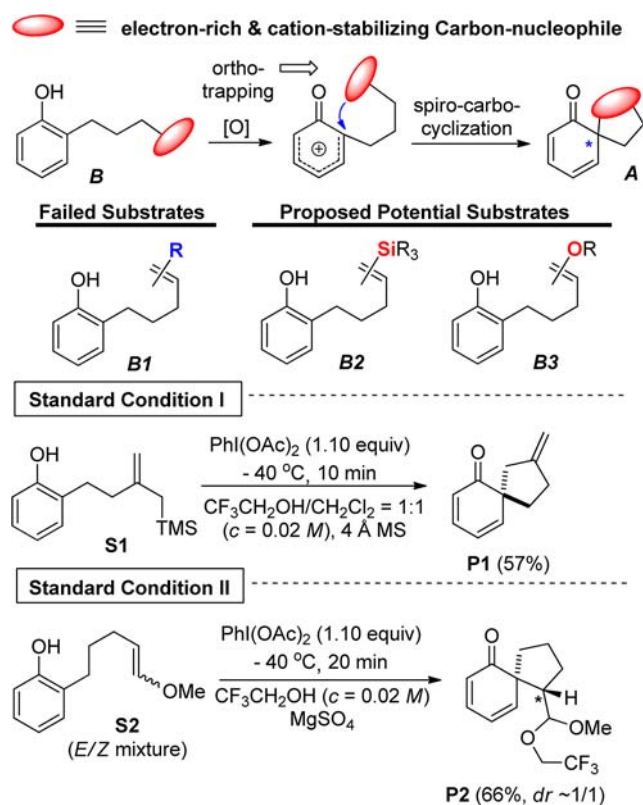 ≡ electron-rich & cation-stabilizing Carbon-nucleophile
ortho-
trapping
OH
O
O
[O]
spiro-carbo-
cyclization
⊕
*
B
A
Failed Substrates
Proposed Potential Substrates
R
SiR3
OR
OH
OH
OH
B1
B2
B3
Standard Condition I
PhI(OAc)2 (1.10 equiv)
- 40 °C, 10 min
OH
O
CF3CH2OH/CH2Cl2 = 1:1
(c = 0.02 M), 4 Å MS
TMS
S1
P1 (57%)
Standard Condition II
PhI(OAc)2 (1.10 equiv)
- 40 °C, 20 min
OH
O
OMe
CF3CH2OH (c = 0.02 M)
MgSO4
H
*
S2
(E/Z mixture)
OMe
O
CF3
P2 (66%, dr ~1/1)